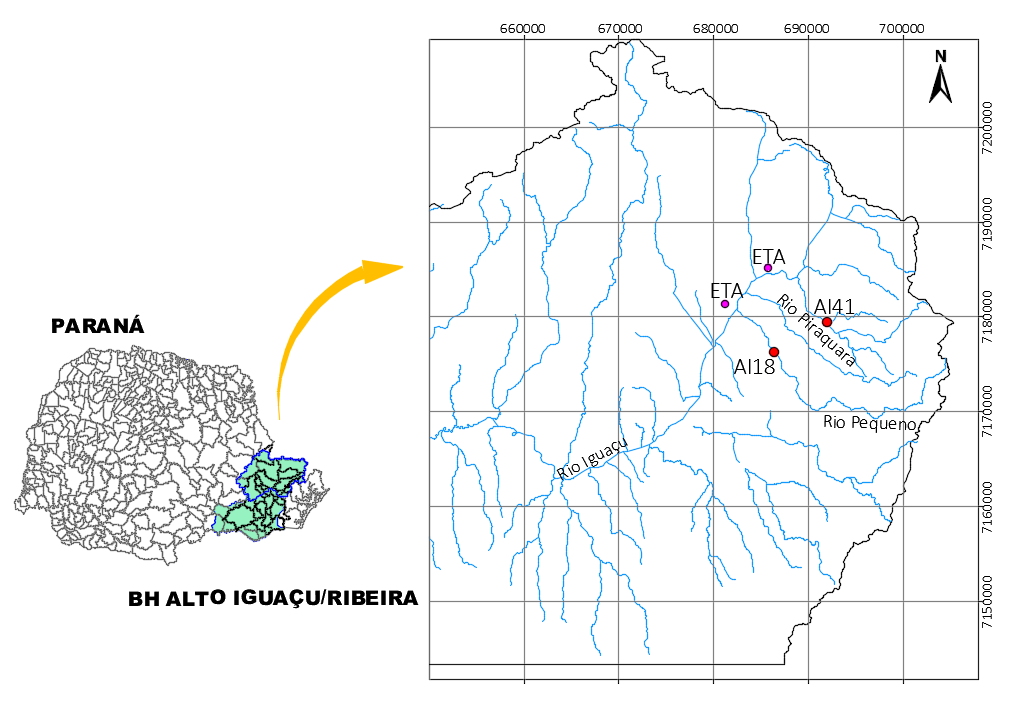 660000
670000
680000
690000
700000
N
7200000
7190000
ETA
ETA
Rio Piraquara
AI41
7180000
PARANÁ
AI18
7170000
Rio Pequeno
Rio Iguaçu
7160000
BH ALTO IGUAÇU/RIBEIRA
7150000